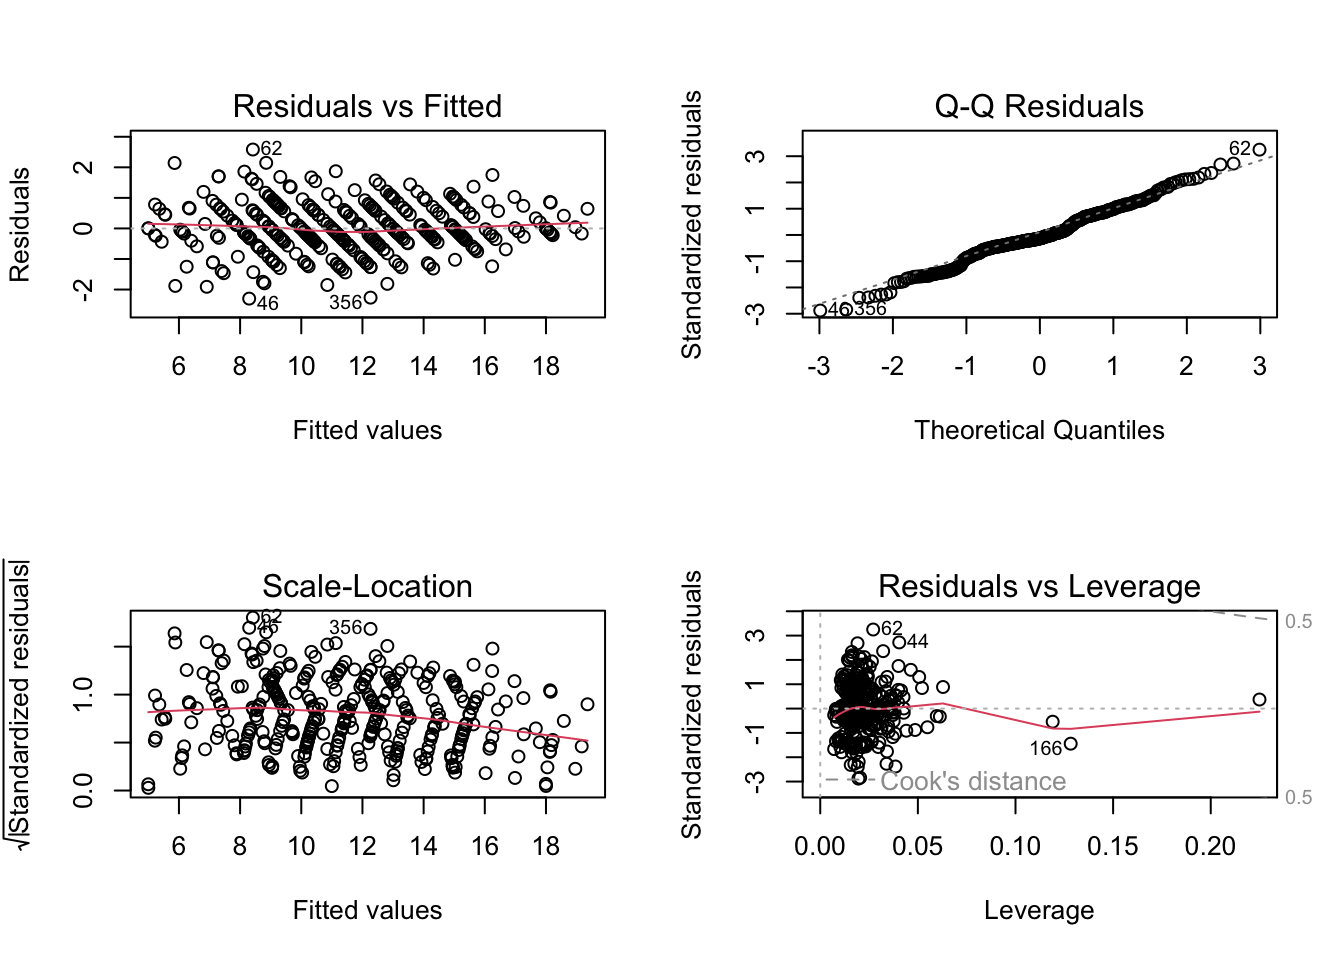 Residuals vs Fitted
Residuals
2
0
-2
62
46
356
6 8 10 12 14 16 18
Fitted values
Q-Q Residuals
Standardized residuals
3
1
-1
-3
62
46
356
-3 -2 -1 0 1 2 3
Theoretical Quantiles
Scale-Location
√|Standardized residuals|
1.0
0.0
62
46
356
6 8 10 12 14 16 18
Fitted values
Residuals vs Leverage
Standardized residuals
3
1
-1
-3
62
44
166
Cook's distance
0.5
0.5
0.00 0.05 0.10 0.15 0.20
Leverage